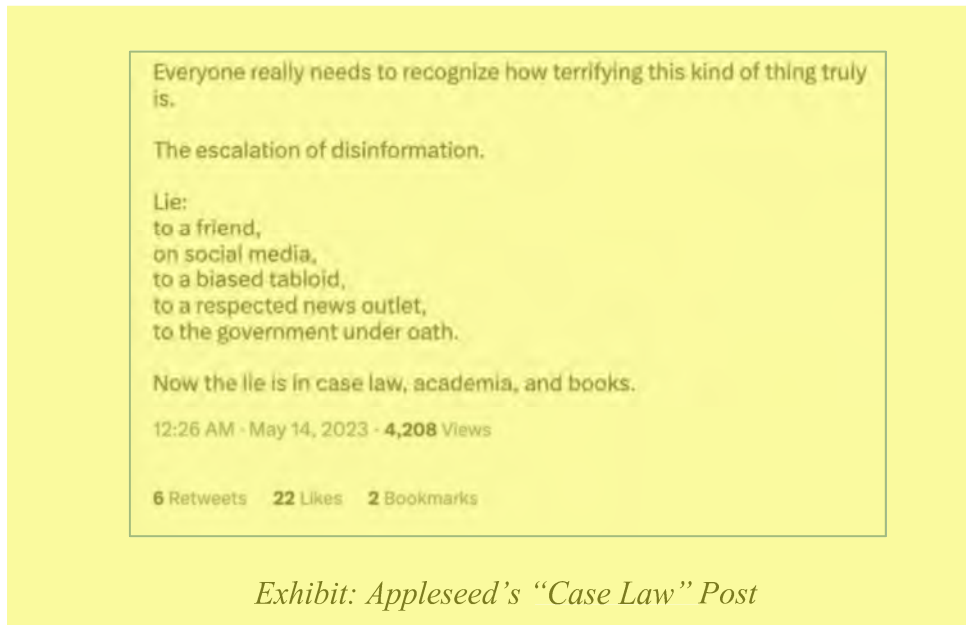 Everyone really needs to recognize how terrifying this kind of thing truly
is.
The escalation of disinformation.
Lie:
to a friend,
on social media,
to a biased tabloid,
to a respected news outlet,
to the government under oath.
Now the lie is in case law, academia, and books.
12:26 AM · May 14, 2023 · 4,208 Views
6 Retweets 22 Likes 2 Bookmarks
Exhibit: Appleseed’s “Case Law” Post